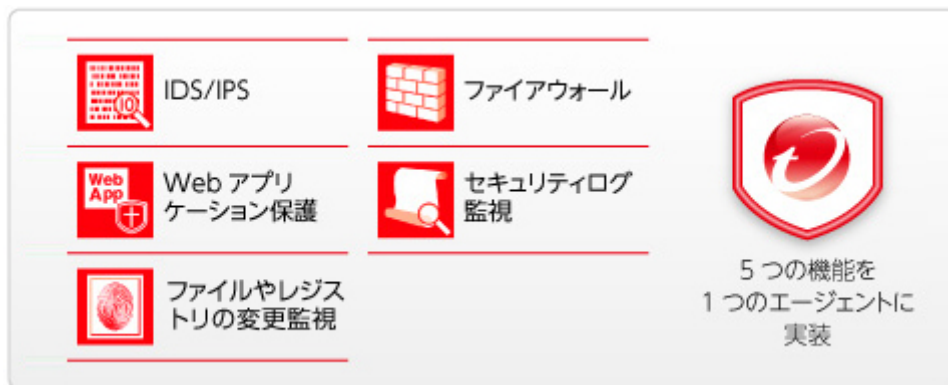 IDS/IPS
ファイアウォール
Web
App
Web アプリ
ケーション保護
セキュリティログ
監視
ファイルやレジス
トリの変更監視
5 つの機能を
1 つのエージェントに
実装